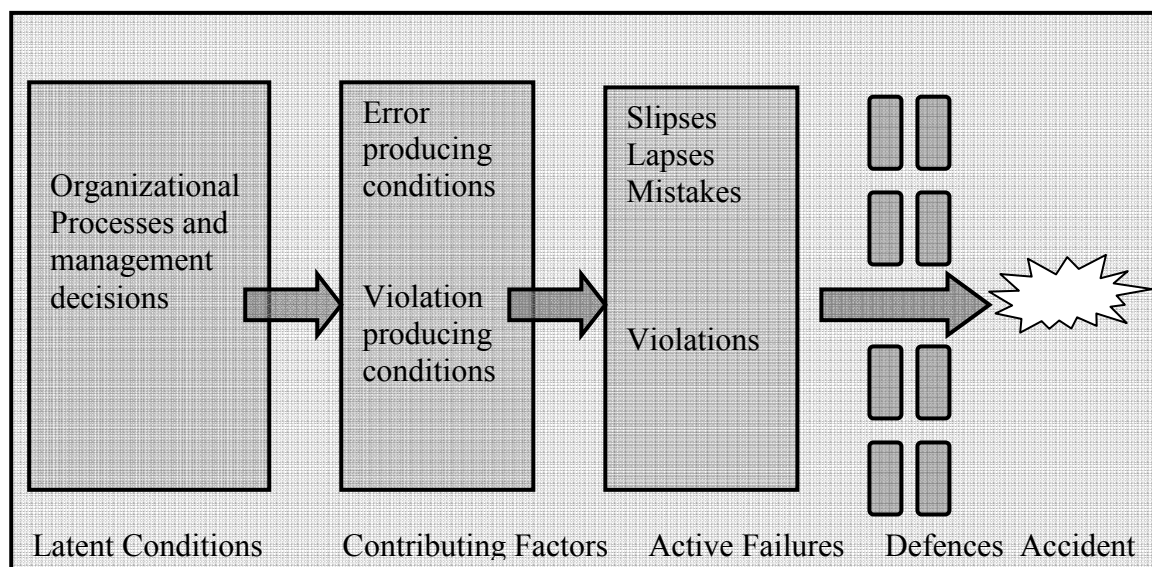 Organizational
Processes and
management
decisions
Error
producing
conditions
Violation
producing
conditions
Slipses
Lapses
Mistakes
Violations
Latent Conditions
Contributing Factors
Active Failures
Defences
Accident